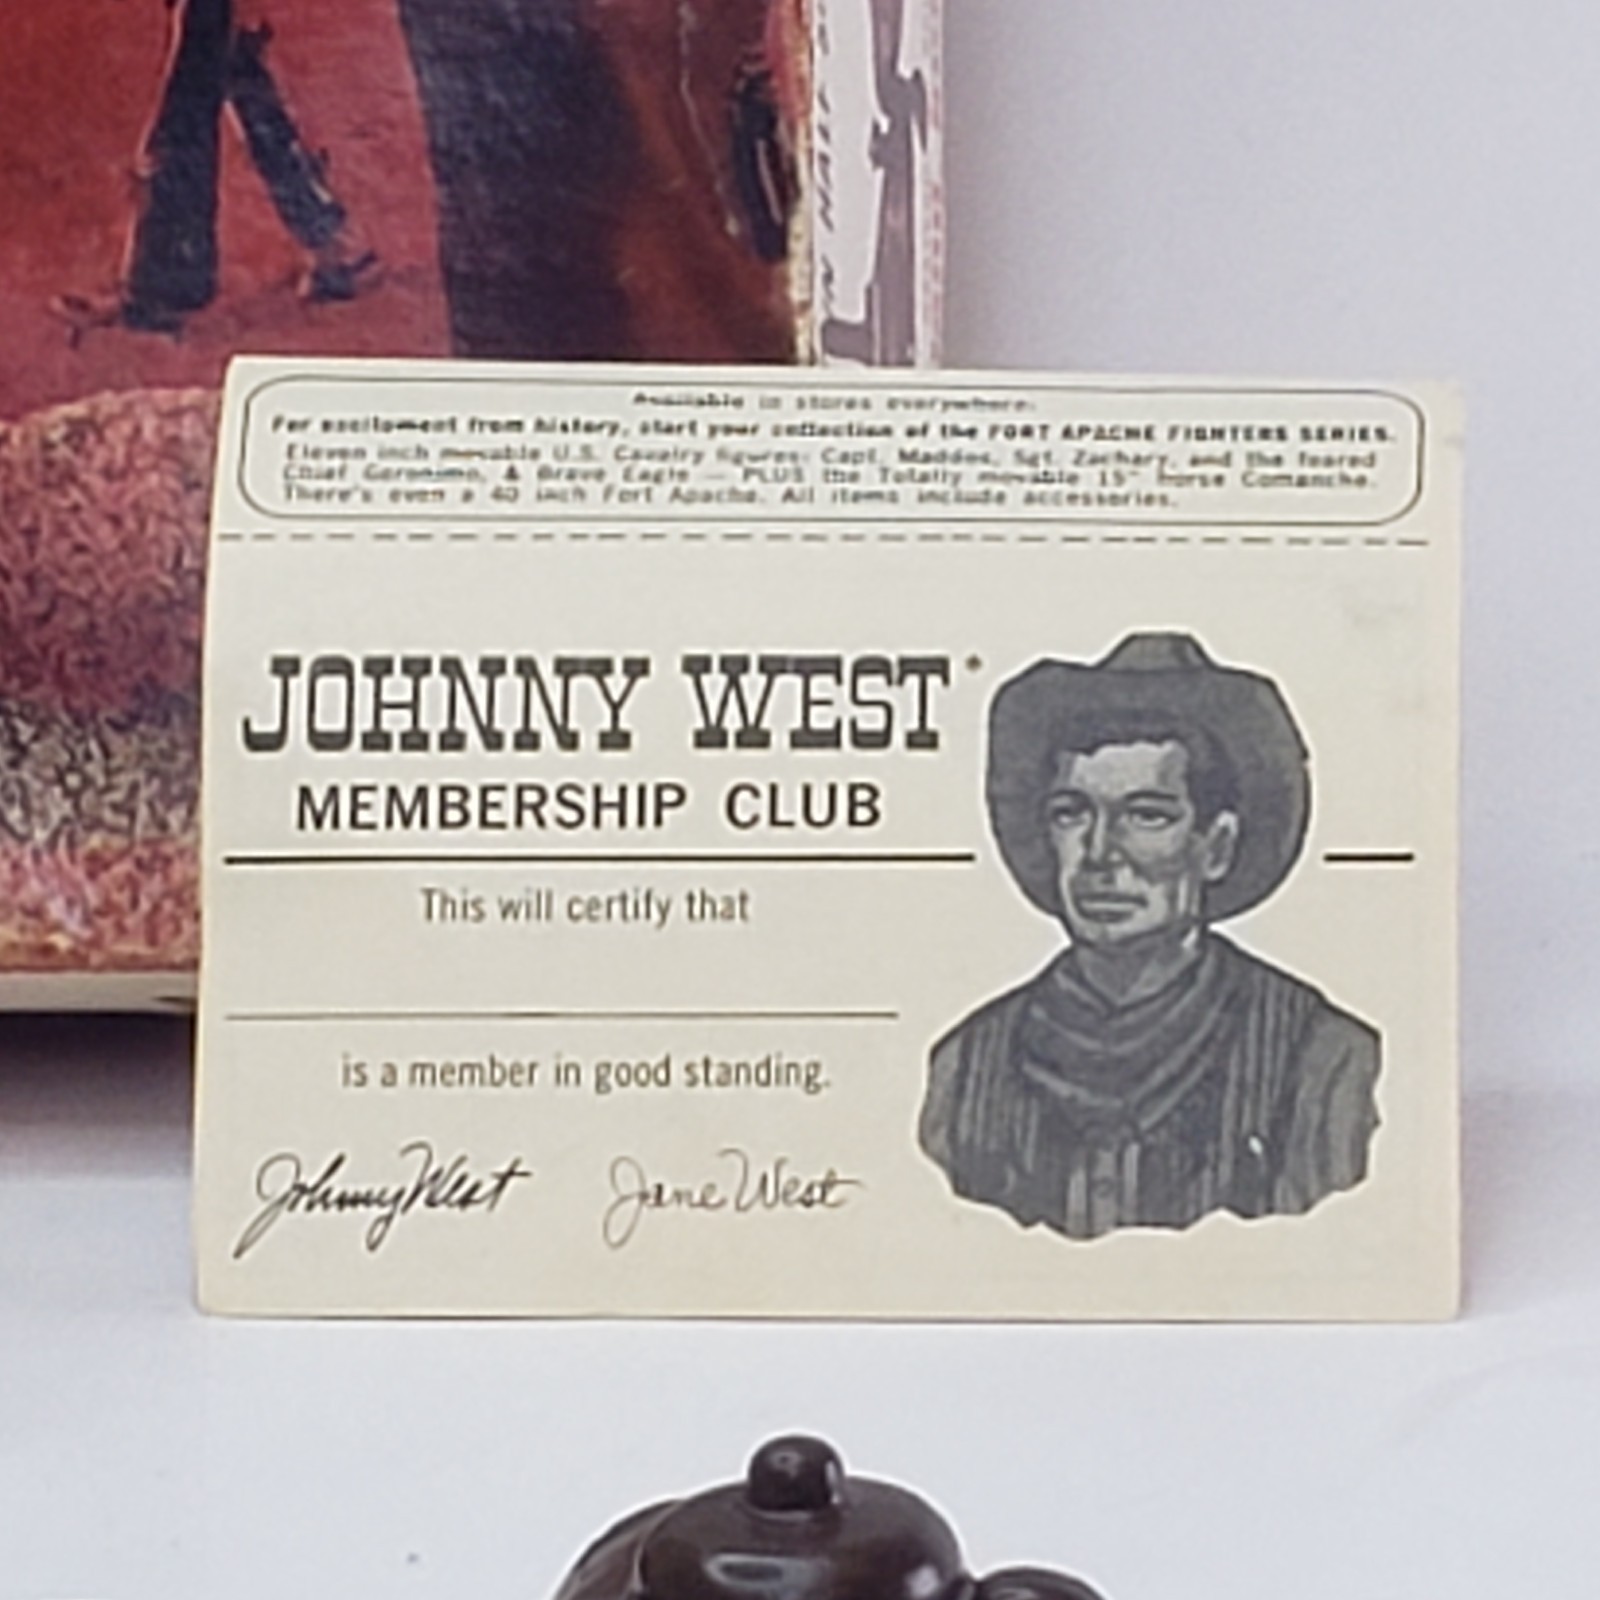 Available in stores everywhere.
For excitement from history, start your collection of the FORT APACHE FIGHTERS SERIES.
Eleven inch movable U.S. Cavalry figures: Capt. Maddox, Sgt. Zachary, and the feared
Chief Geronimo, & Brave Eagle — PLUS the Totally movable 15" horse Comanche.
There's even a 40 inch Fort Apache. All items include accessories.
JOHNNY WEST
MEMBERSHIP CLUB
This will certify that
is a member in good standing.
Johnny West Jane West